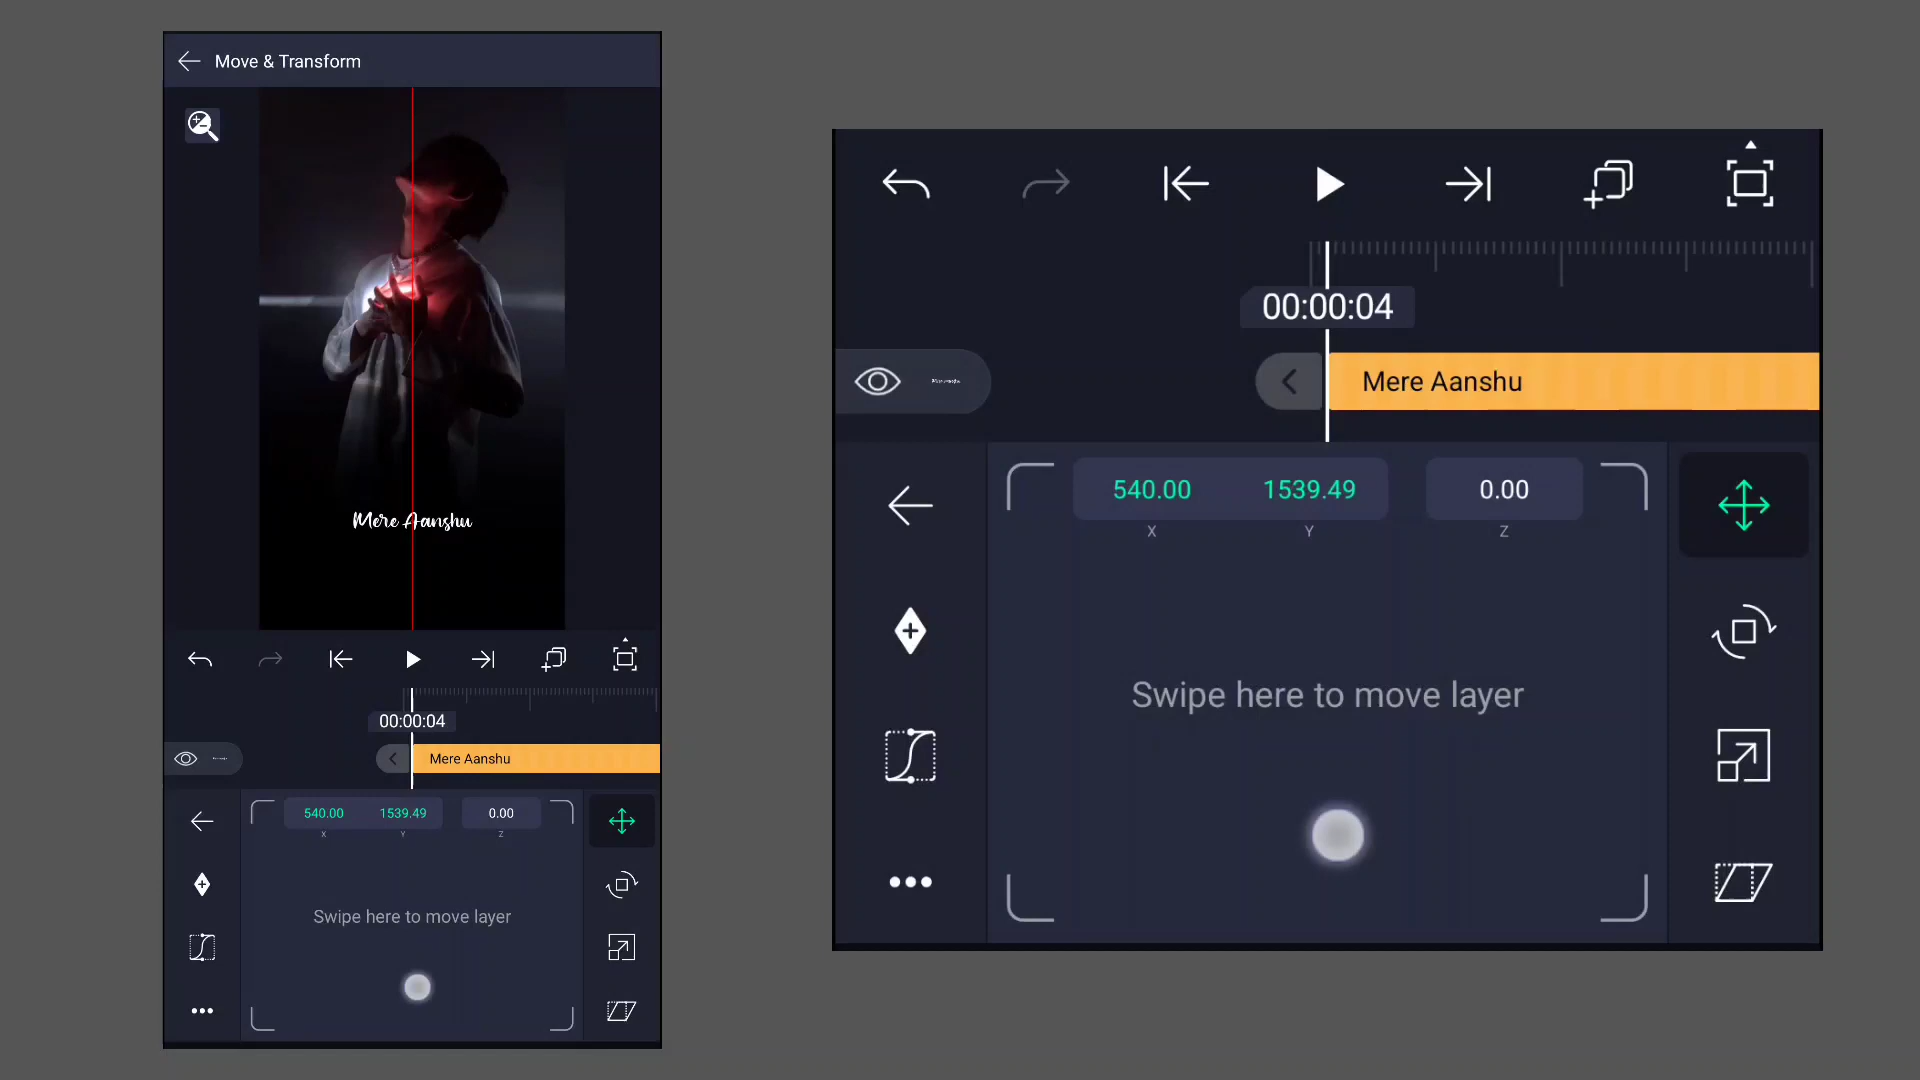 Move & Transform
Mere Aanshu
00:00:04
Mere Aanshu
540.00 1539.49 0.00
X Y Z
Swipe here to move layer
00:00:04
Mere Aanshu
540.00 1539.49 0.00
X Y Z
Swipe here to move layer